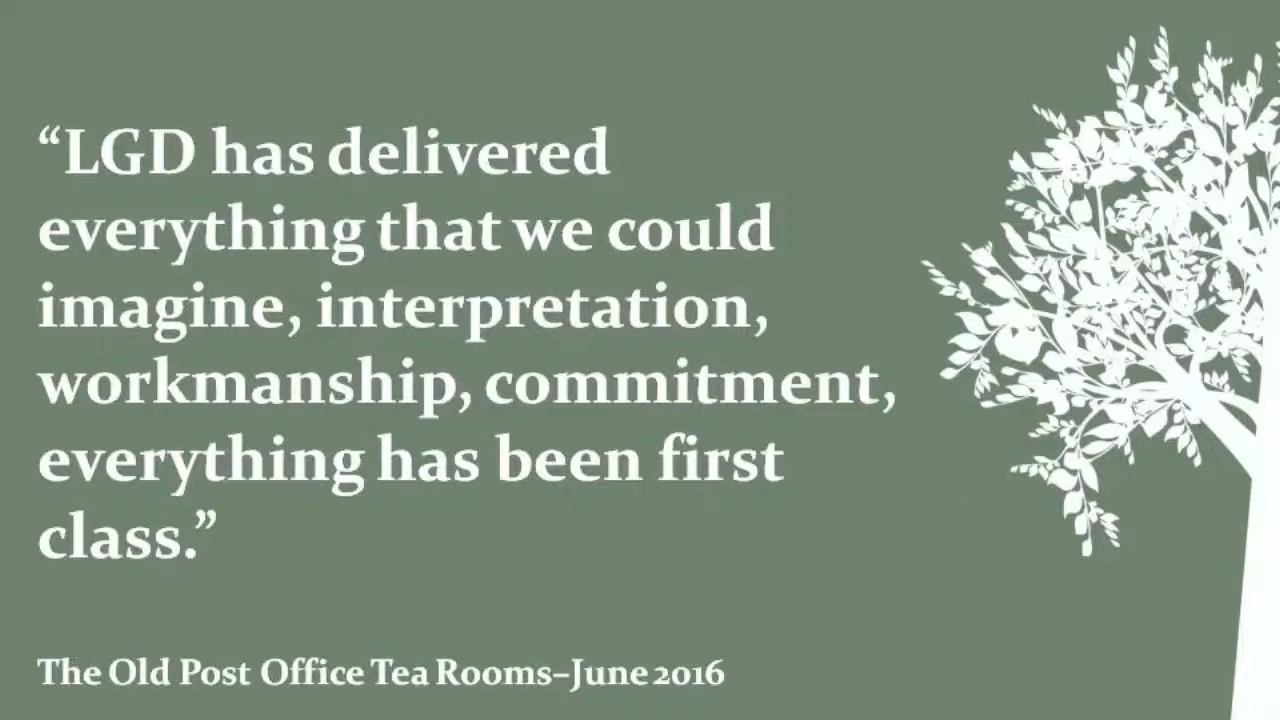 “LGD has delivered
everything that we could
imagine, interpretation,
workmanship, commitment,
everything has been first
class.”
The Old Post Office Tea Rooms–June 2016